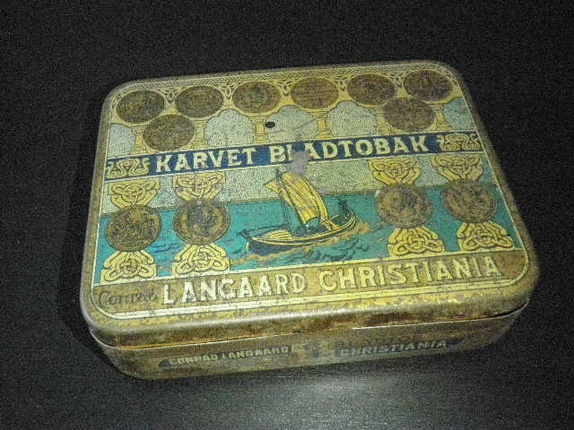 KARVET BLADTOBAK
Conrad LANGAARD CHRISTIANIA
CONRAD LANGAARD CHRISTIANIA